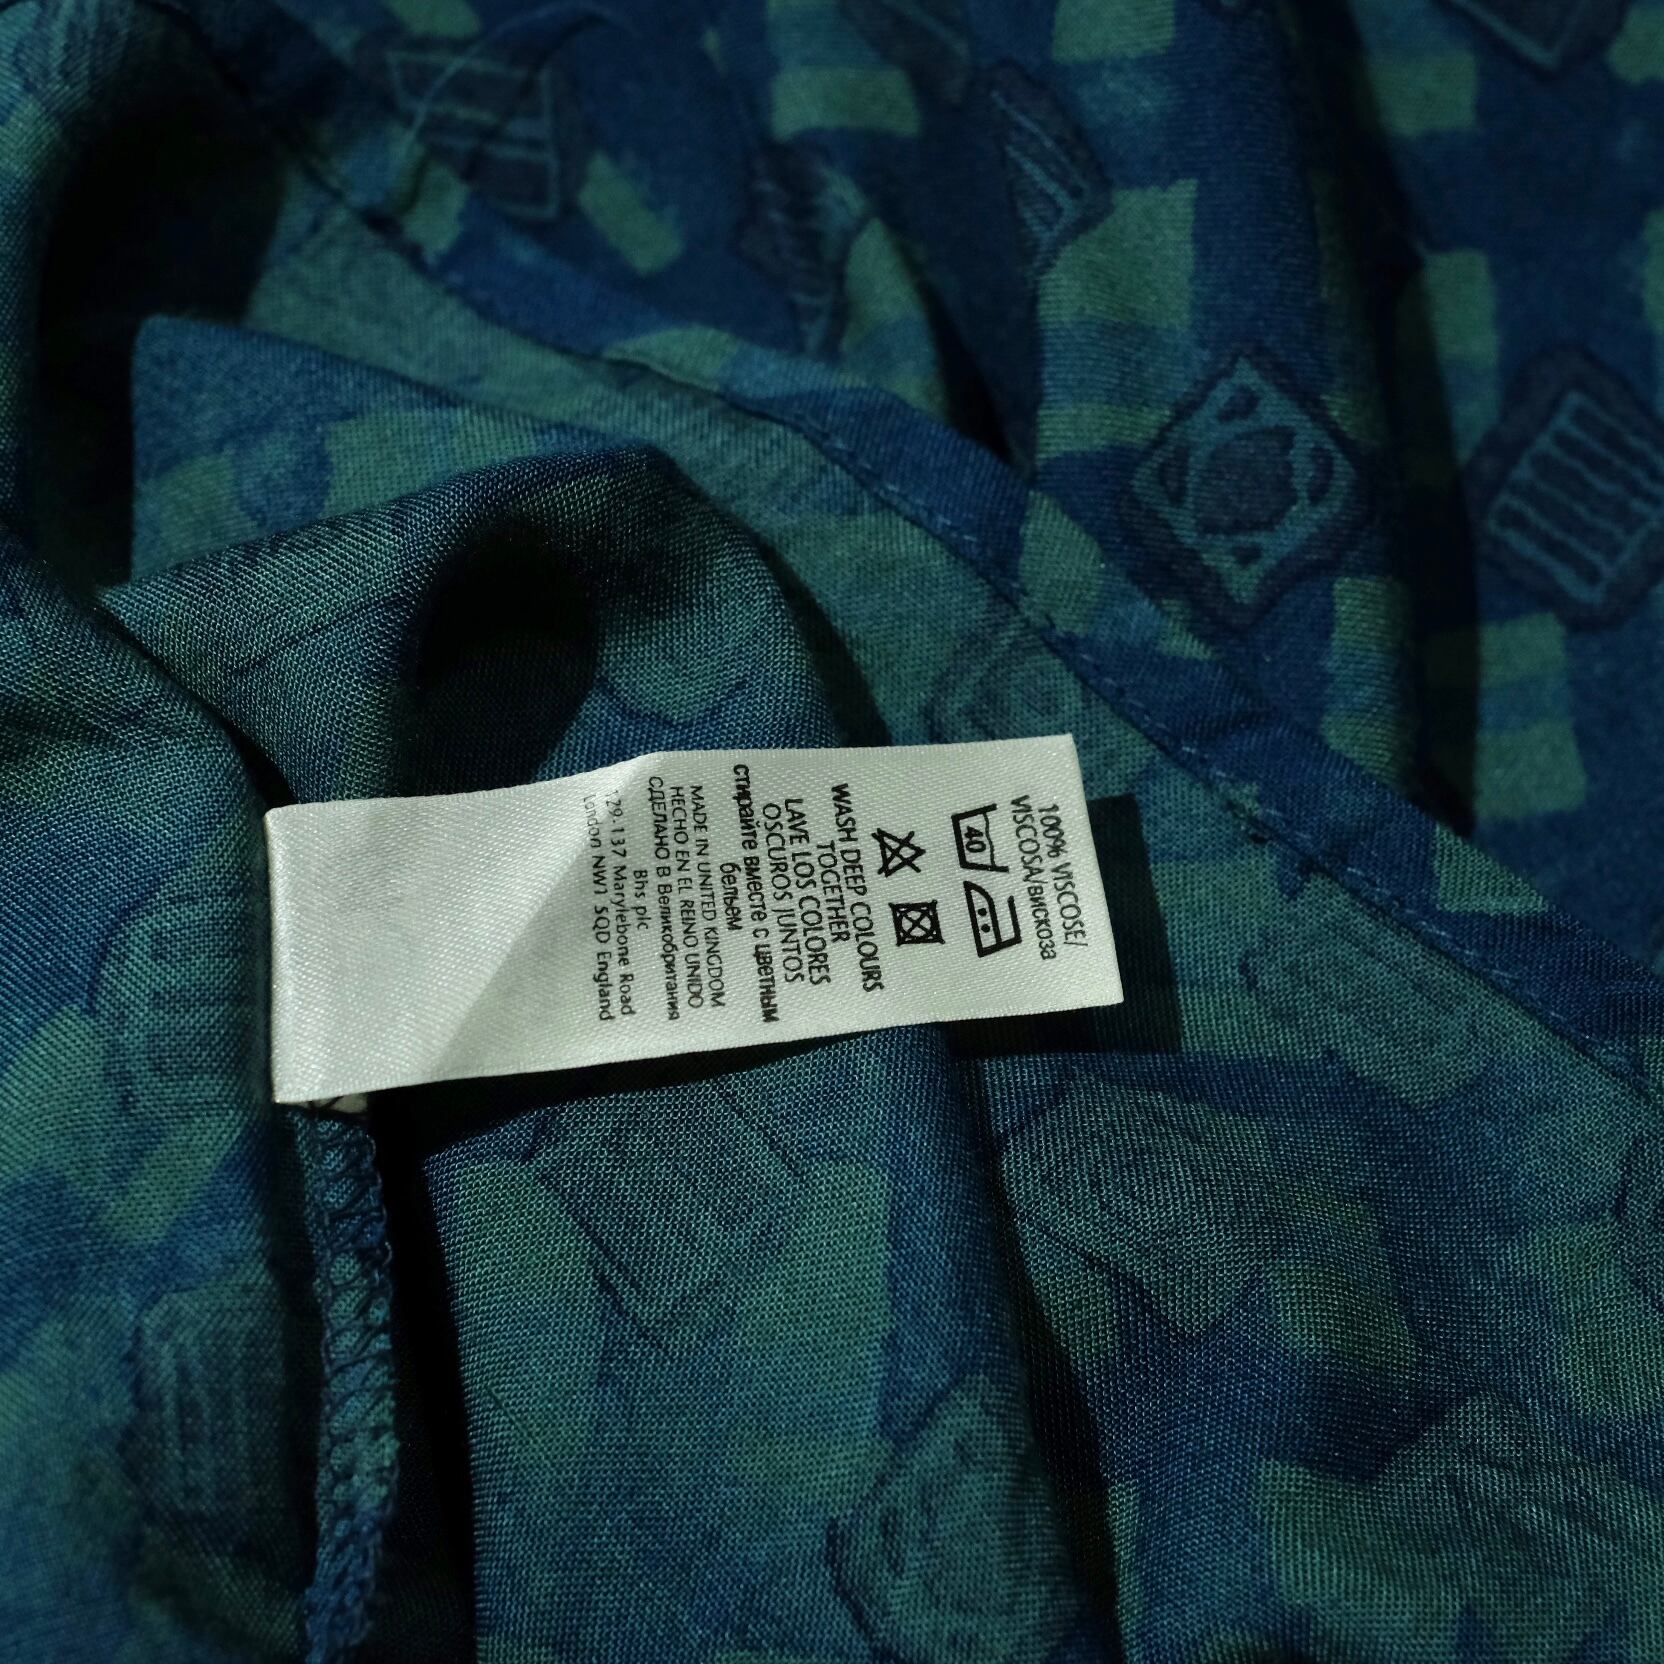 100% VISCOSE/
VISCOSA/вискоза
40
WASH DEEP COLOURS
TOGETHER
LAVE LOS COLORES
OSCUROS JUNTOS
стирайте вместе с цветным
бельем
MADE IN UNITED KINGDOM
HECHO EN EL REINO UNIDO
СДЕЛАНО В Великобритания
Bhs plc
129-137 Marylebone Road
London NW1 5QD England